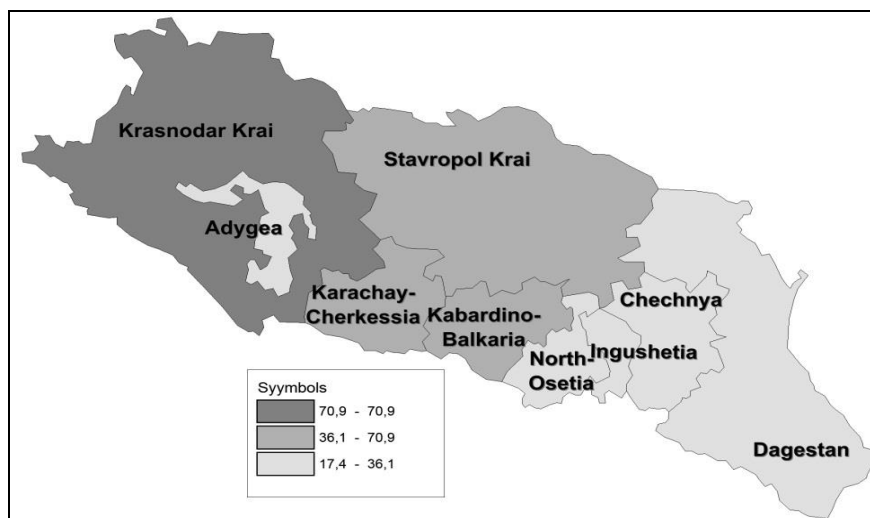 Krasnodar Krai
Stavropol Krai
Adygea
Karachay-
Cherkessia
Kabardino-
Balkaria
Chechnya
North-
Osetia
Ingushetia
Dagestan
Syymbols
70,9 - 70,9
36,1 - 70,9
17,4 - 36,1